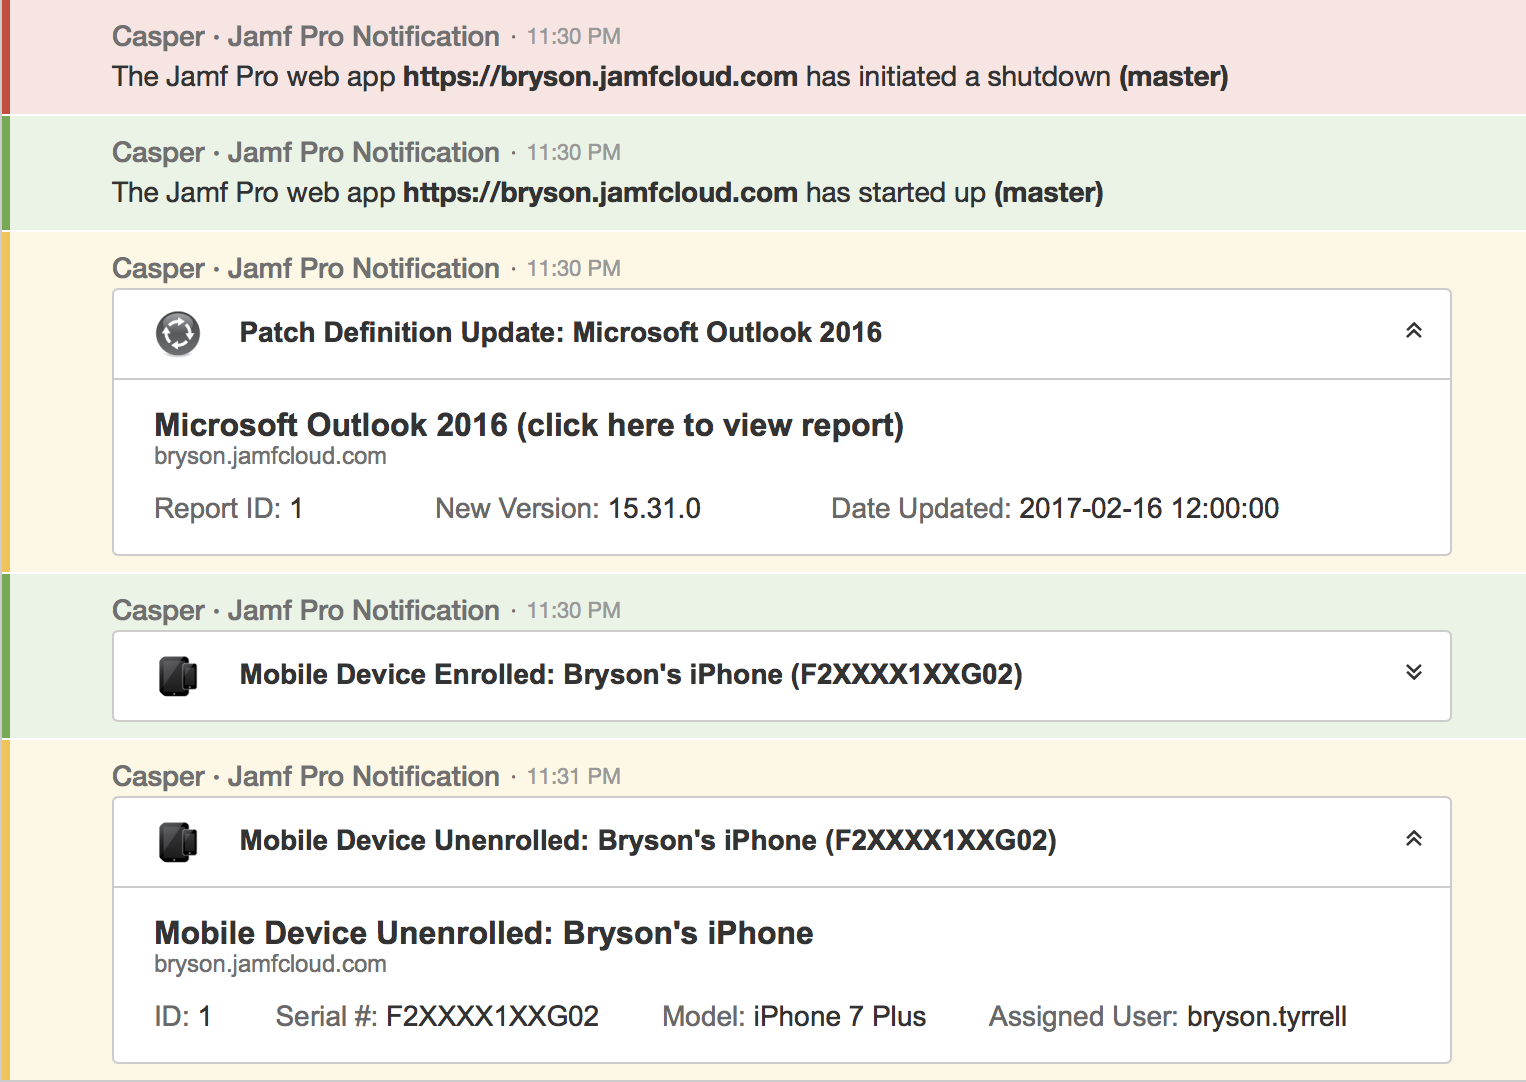 Casper · Jamf Pro Notification · 11:30 PM
The Jamf Pro web app https://bryson.jamfcloud.com has initiated a shutdown (master)
Casper · Jamf Pro Notification · 11:30 PM
The Jamf Pro web app https://bryson.jamfcloud.com has started up (master)
Casper · Jamf Pro Notification · 11:30 PM
Patch Definition Update: Microsoft Outlook 2016
Microsoft Outlook 2016 (click here to view report)
bryson.jamfcloud.com
Report ID: 1 New Version: 15.31.0 Date Updated: 2017-02-16 12:00:00
Casper · Jamf Pro Notification · 11:30 PM
Mobile Device Enrolled: Bryson's iPhone (F2XXXX1XXG02)
Casper · Jamf Pro Notification · 11:31 PM
Mobile Device Unenrolled: Bryson's iPhone (F2XXXX1XXG02)
Mobile Device Unenrolled: Bryson's iPhone
bryson.jamfcloud.com
ID: 1 Serial #: F2XXXX1XXG02 Model: iPhone 7 Plus Assigned User: bryson.tyrrell